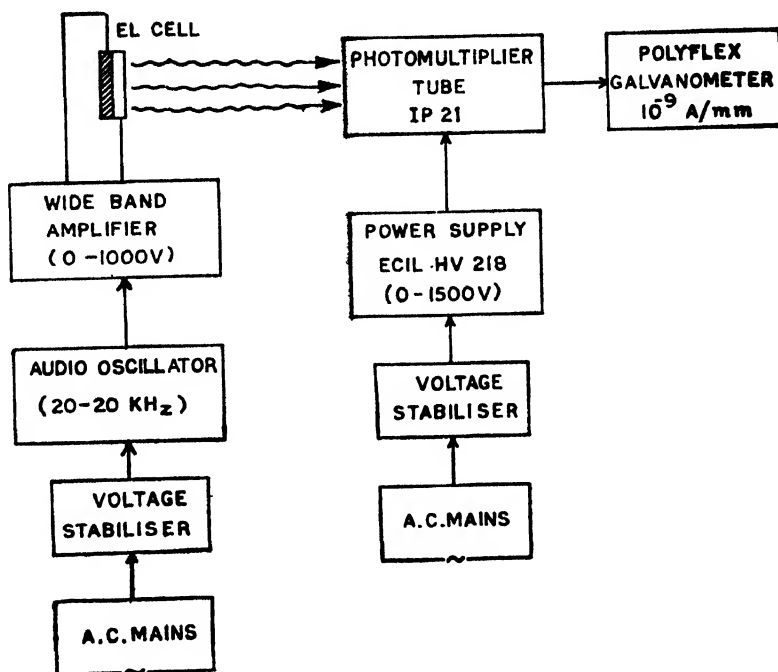 EL CELL
PHOTOMULTIPLIER
TUBE
IP 21
POLYFLEX
GALVANOMETER
10⁻⁹ A/mm
WIDE BAND
AMPLIFIER
(0-1000V)
POWER SUPPLY
ECIL HV 218
(0-1500V)
AUDIO OSCILLATOR
(20-20 KHz)
VOLTAGE
STABILISER
VOLTAGE
STABILISER
A.C. MAINS
~
A.C. MAINS
~